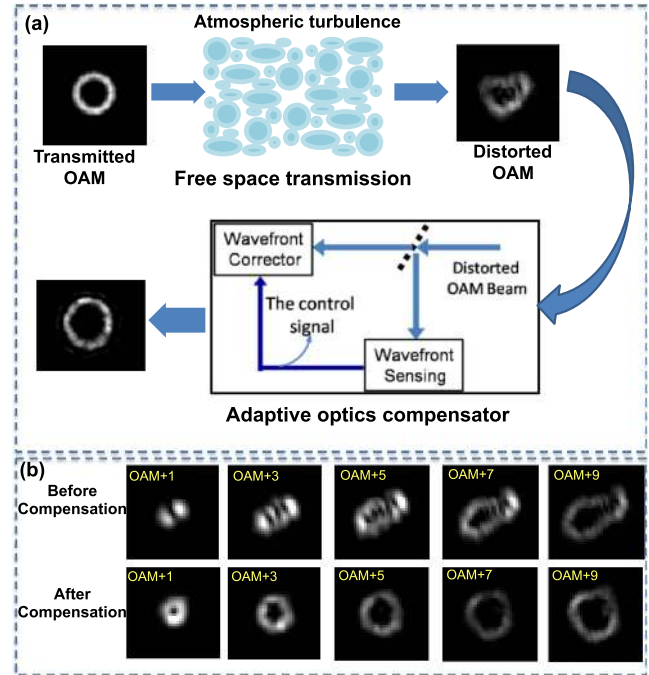 (a)
Atmospheric turbulence
Transmitted
OAM
Free space transmission
Distorted
OAM
Wavefront
Corrector
Distorted
OAM Beam
The control
signal
Wavefront
Sensing
Adaptive optics compensator
(b)
Before
Compensation
OAM+1
OAM+3
OAM+5
OAM+7
OAM+9
After
Compensation
OAM+1
OAM+3
OAM+5
OAM+7
OAM+9